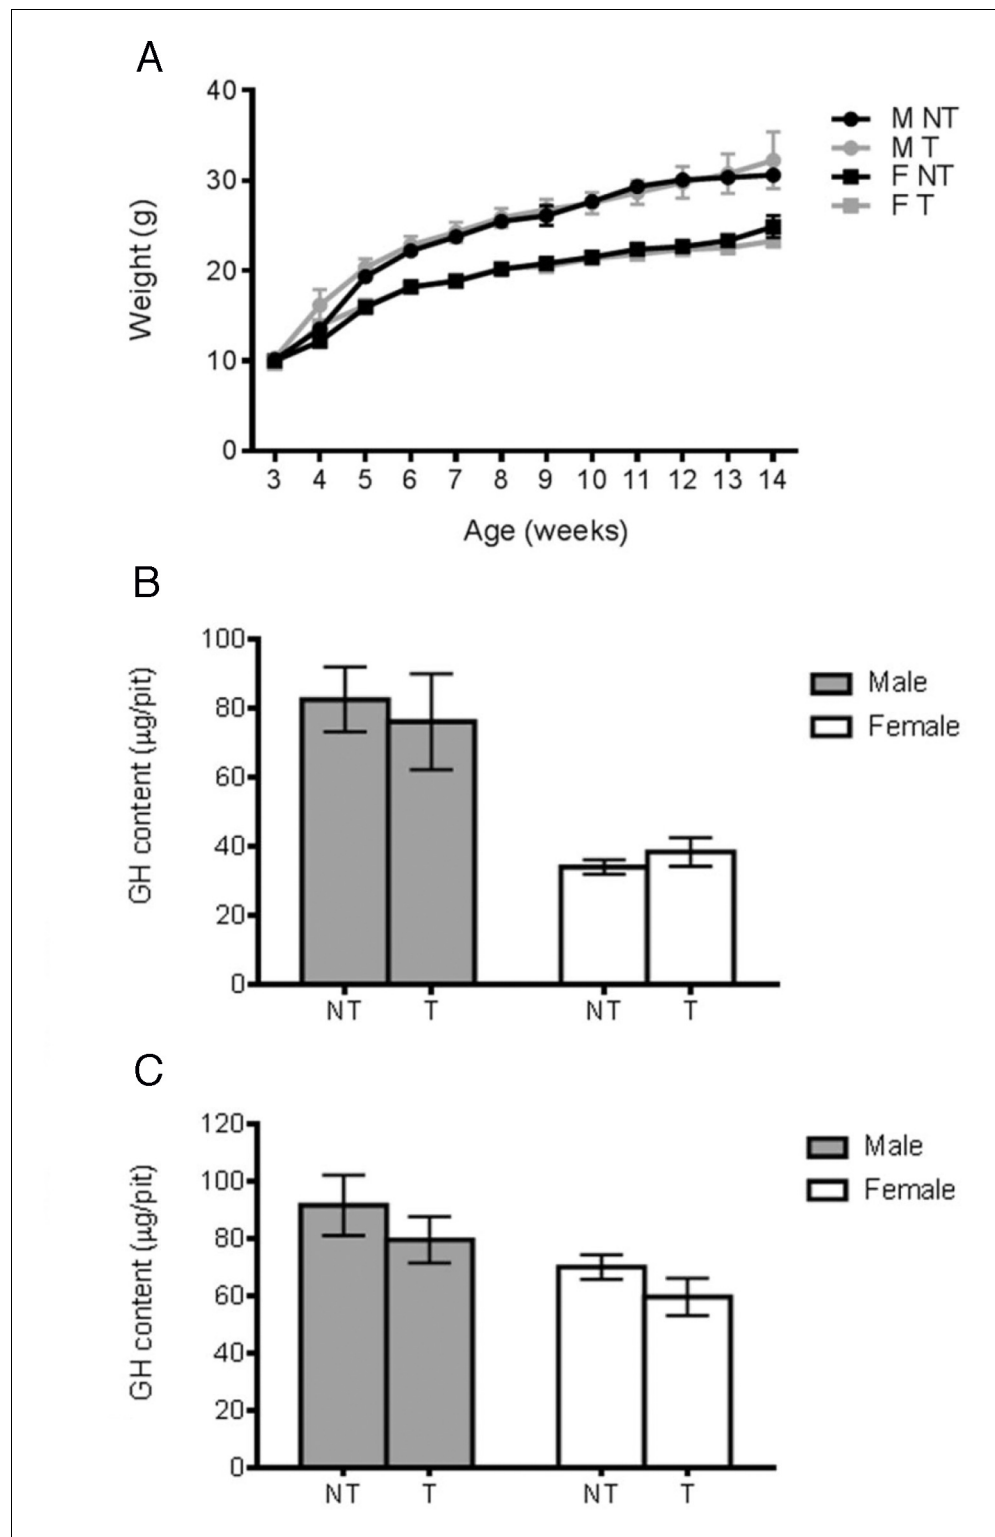 A
40
30
20
10
0
Weight (g)
3 4 5 6 7 8 9 10 11 12 13 14
Age (weeks)
M NT
M T
F NT
F T
B
100
80
60
40
20
0
GH content (µg/pit)
NT T NT T
Male
Female
C
120
100
80
60
40
20
0
GH content (µg/pit)
NT T NT T
Male
Female